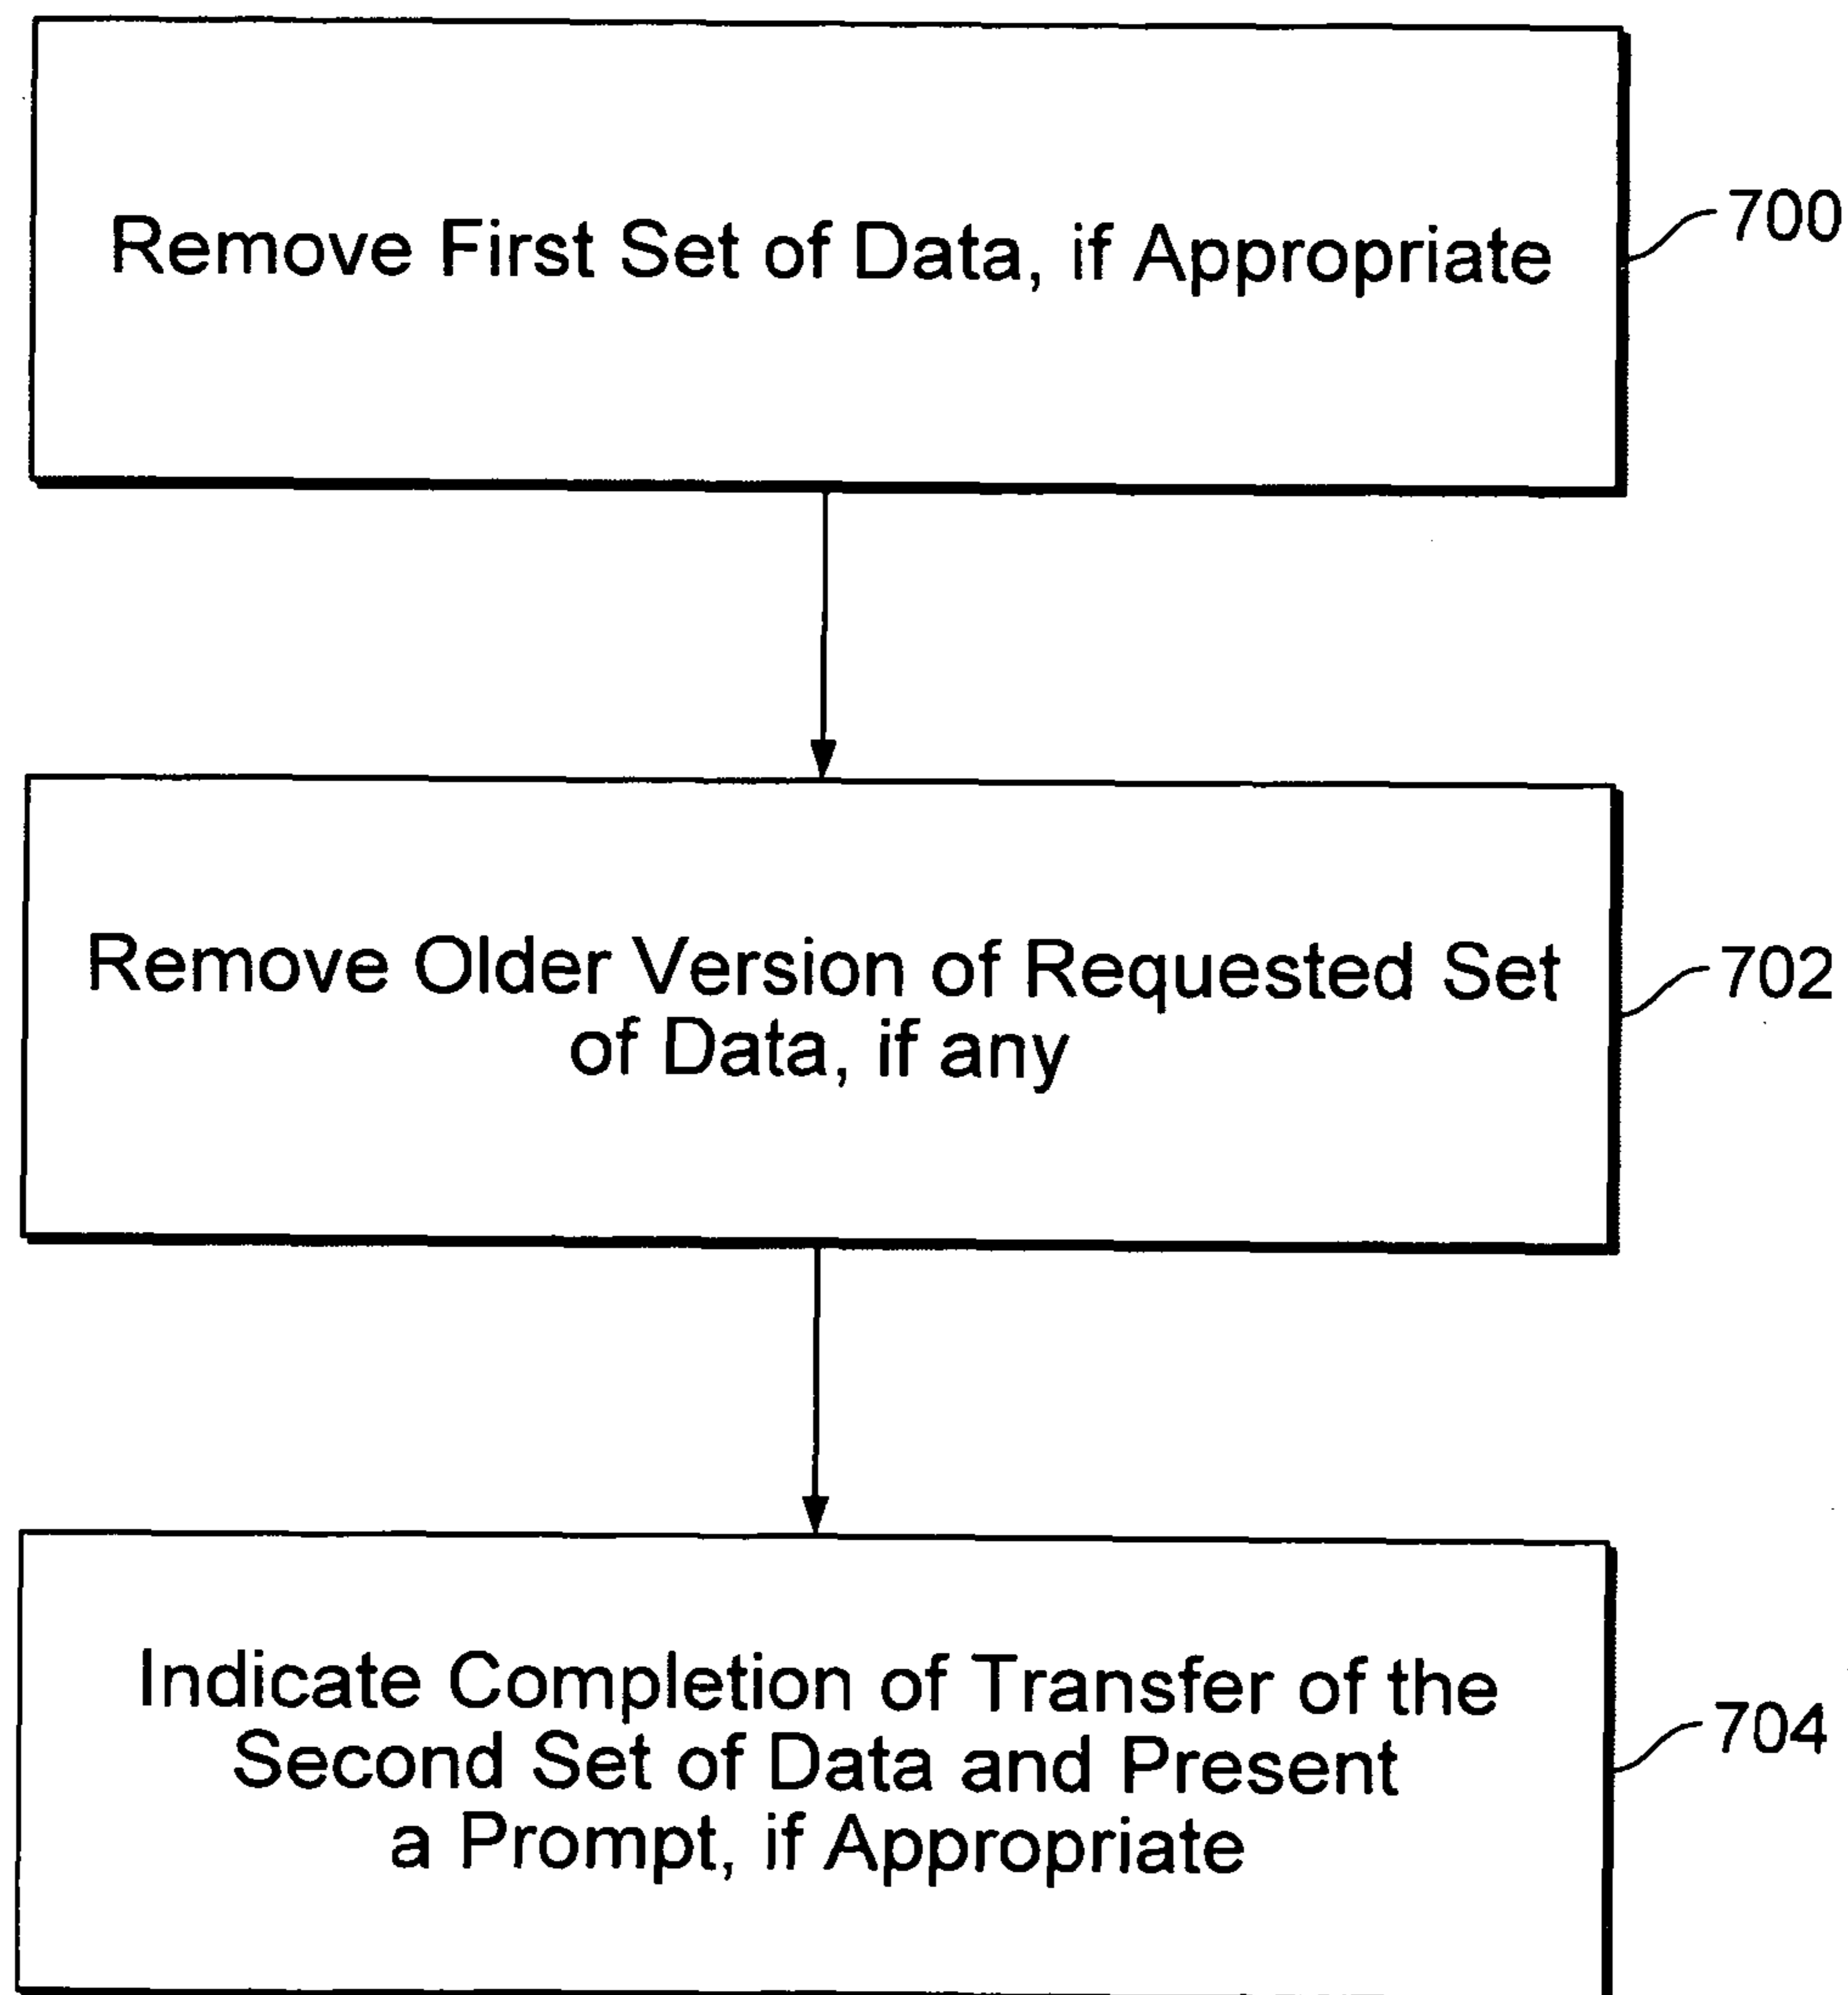 Remove First Set of Data, if Appropriate
700
Remove Older Version of Requested Set
of Data, if any
702
Indicate Completion of Transfer of the
Second Set of Data and Present
a Prompt, if Appropriate
704